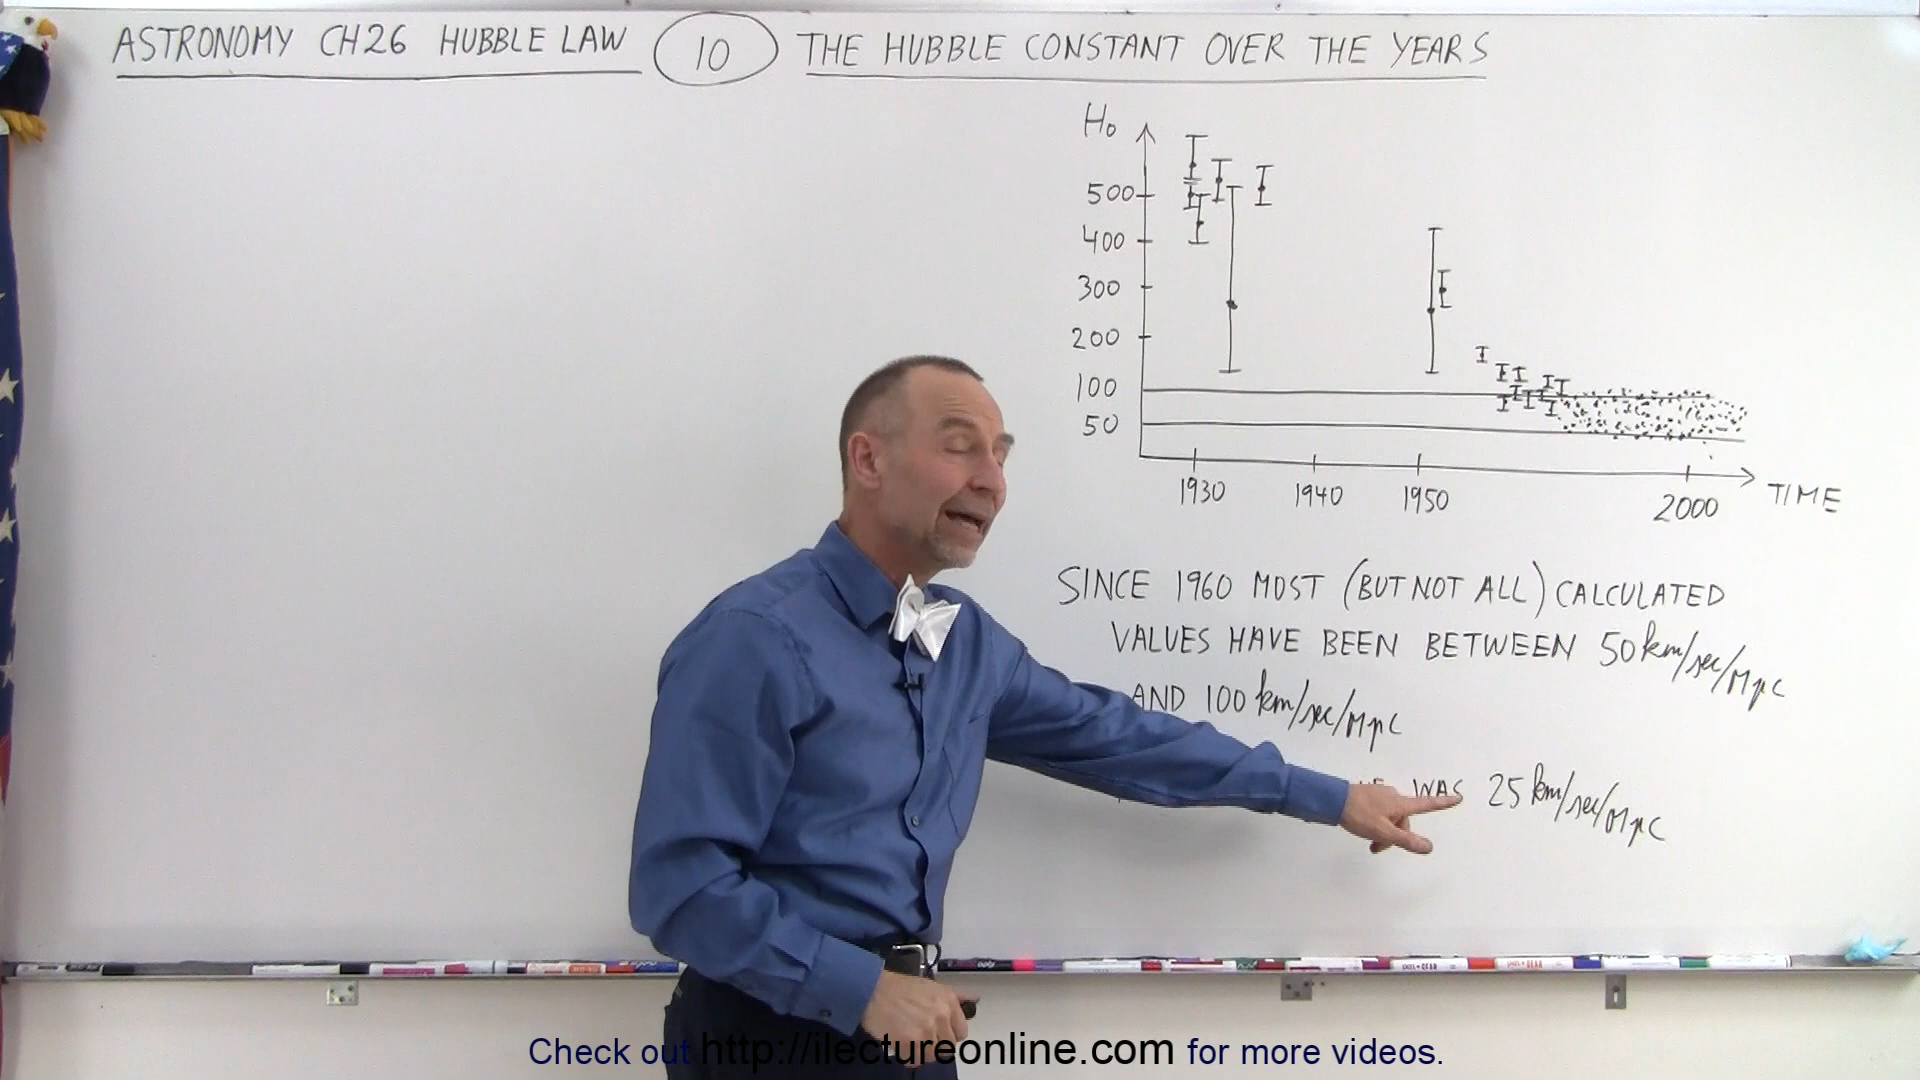 ASTRONOMY CH26 HUBBLE LAW 10 THE HUBBLE CONSTANT OVER THE YEARS
H0
500
400
300
200
100
50
1930 1940 1950 2000 TIME
SINCE 1960 MOST (BUT NOT ALL) CALCULATED
VALUES HAVE BEEN BETWEEN 50 km/sec/Mpc
AND 100 km/sec/Mpc
WAS 25 km/sec/Mpc
Check out http://ilectureonline.com for more videos.